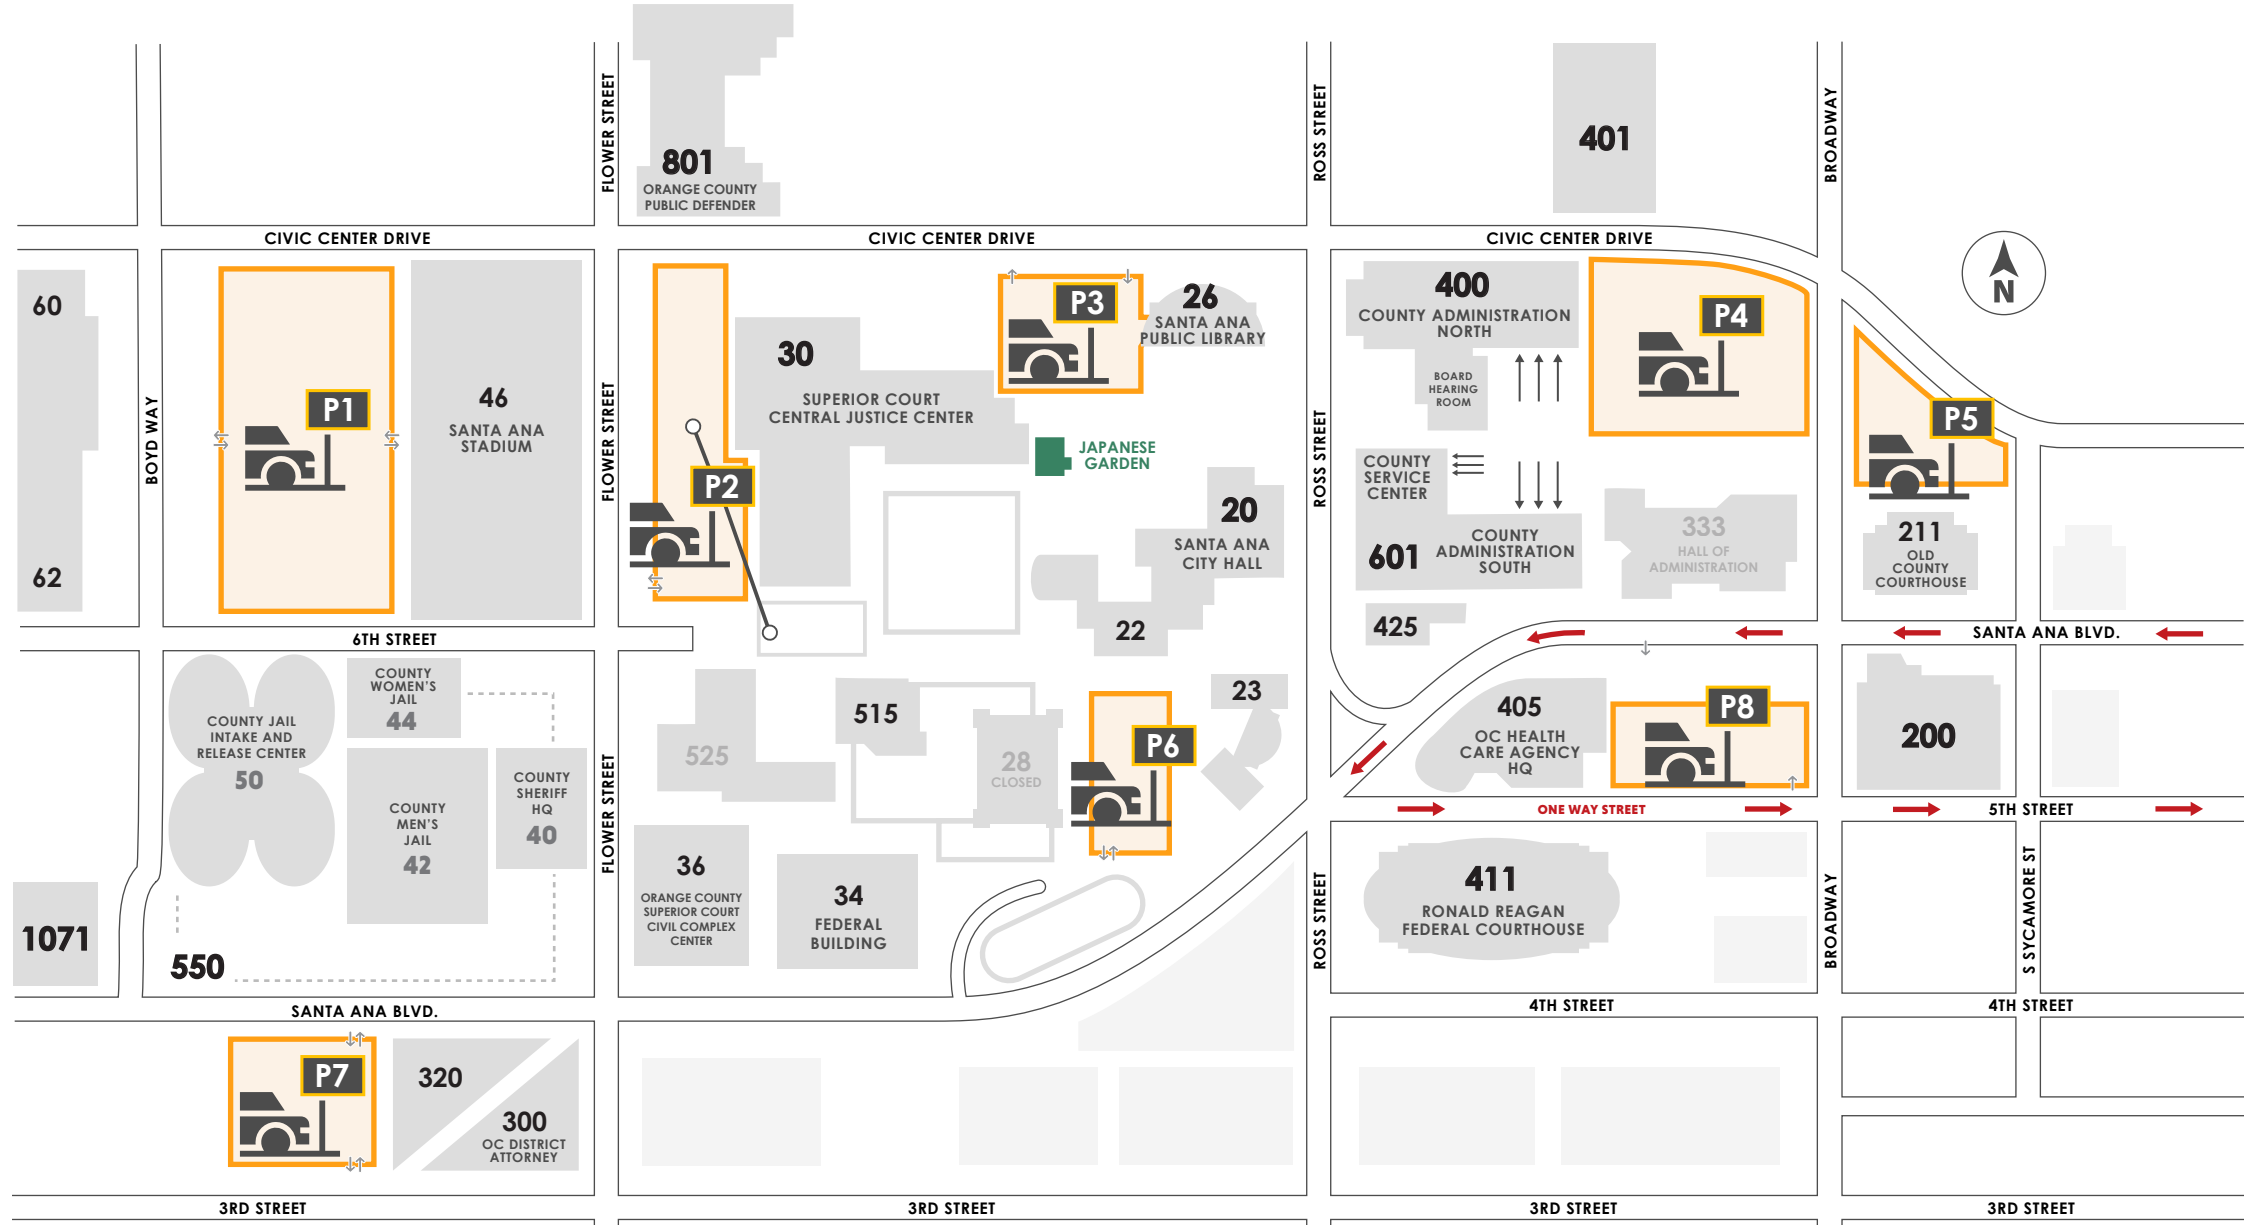 FLOWER STREET
ROSS STREET
BROADWAY
801
ORANGE COUNTY
PUBLIC DEFENDER
401
CIVIC CENTER DRIVE
CIVIC CENTER DRIVE
CIVIC CENTER DRIVE
N
60
62
BOYD WAY
P1
46
SANTA ANA
STADIUM
FLOWER STREET
P2
30
SUPERIOR COURT
CENTRAL JUSTICE CENTER
P3
26
SANTA ANA
PUBLIC LIBRARY
JAPANESE
GARDEN
20
SANTA ANA
CITY HALL
22
ROSS STREET
400
COUNTY ADMINISTRATION
NORTH
BOARD
HEARING
ROOM
P4
COUNTY
SERVICE
CENTER
601
COUNTY
ADMINISTRATION
SOUTH
333
HALL OF
ADMINISTRATION
425
P5
211
OLD
COUNTY
COURTHOUSE
6TH STREET
SANTA ANA BLVD.
COUNTY JAIL
INTAKE AND
RELEASE CENTER
50
COUNTY
WOMEN'S
JAIL
44
COUNTY
MEN'S
JAIL
42
COUNTY
SHERIFF
HQ
40
FLOWER STREET
525
515
28
CLOSED
P6
23
405
OC HEALTH
CARE AGENCY
HQ
P8
200
ONE WAY STREET
5TH STREET
1071
550
36
ORANGE COUNTY
SUPERIOR COURT
CIVIL COMPLEX
CENTER
34
FEDERAL
BUILDING
ROSS STREET
411
RONALD REAGAN
FEDERAL COURTHOUSE
BROADWAY
S SYCAMORE ST
SANTA ANA BLVD.
4TH STREET
4TH STREET
P7
320
300
OC DISTRICT
ATTORNEY
3RD STREET
3RD STREET
3RD STREET
3RD STREET